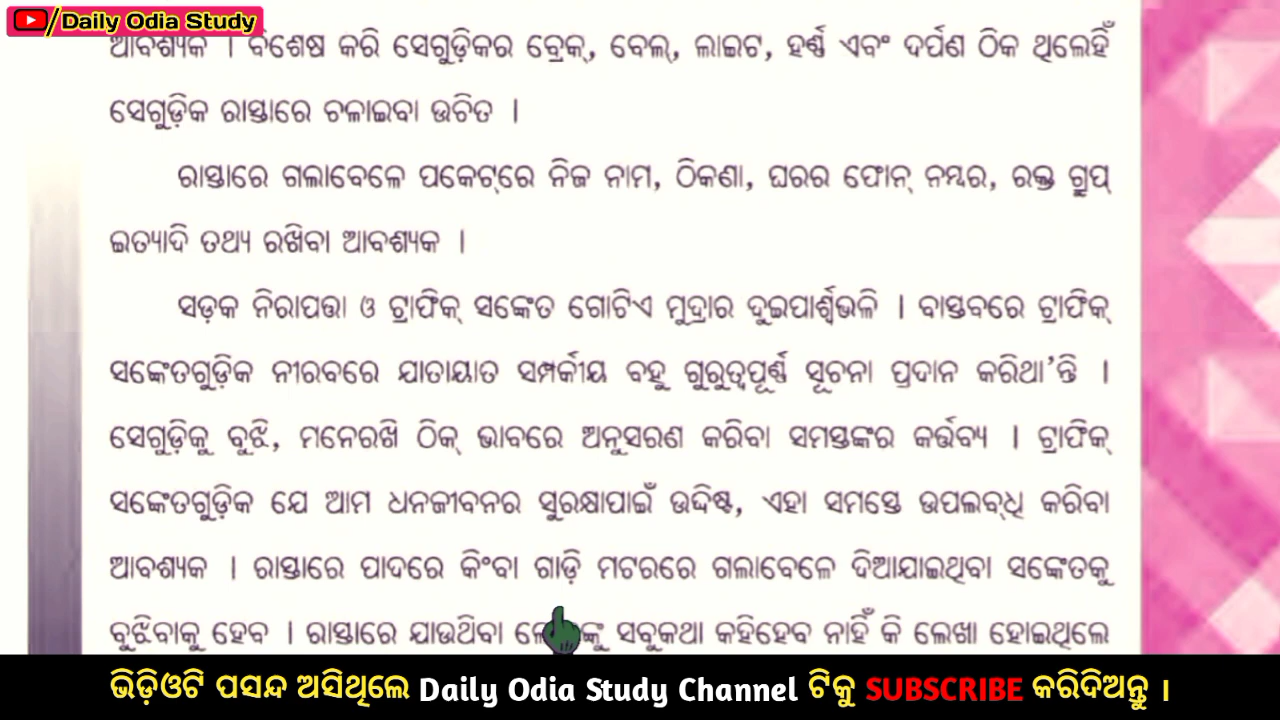 /Daily Odia Study
ଆବଶ୍ୟକ । ବିଶେଷ କରି ସେଗୁଡ଼ିକର ବ୍ରେକ୍, ବେଲ୍, ଲାଇଟ, ହର୍ଣ୍ଣ ଏବଂ ଦର୍ପଣ ଠିକ ଥିଲେହିଁ
ସେଗୁଡ଼ିକ ରାସ୍ତାରେ ଚଳାଇବା ଉଚିତ ।
ରାସ୍ତାରେ ଗଲାବେଳେ ପକେଟ୍‌ରେ ନିଜ ନାମ, ଠିକଣା, ଘରର ଫୋନ୍ ନମ୍ବର, ରକ୍ତ ଗ୍ରୁପ୍
ଇତ୍ୟାଦି ତଥ୍ୟ ରଖିବା ଆବଶ୍ୟକ ।
ସଡ଼କ ନିରାପତ୍ତା ଓ ଟ୍ରାଫିକ୍ ସଙ୍କେତ ଗୋଟିଏ ମୁଦ୍ରାର ଦୁଇପାର୍ଶ୍ୱଭଳି । ବାସ୍ତବରେ ଟ୍ରାଫିକ୍
ସଙ୍କେତଗୁଡ଼ିକ ନୀରବରେ ଯାତାୟାତ ସମ୍ପର୍କୀୟ ବହୁ ଗୁରୁତ୍ୱପୂର୍ଣ୍ଣ ସୂଚନା ପ୍ରଦାନ କରିଥା'ନ୍ତି ।
ସେଗୁଡ଼ିକୁ ବୁଝି, ମନେରଖି ଠିକ୍ ଭାବରେ ଅନୁସରଣ କରିବା ସମସ୍ତଙ୍କର କର୍ତ୍ତବ୍ୟ । ଟ୍ରାଫିକ୍
ସଙ୍କେତଗୁଡ଼ିକ ଯେ ଆମ ଧନଜୀବନର ସୁରକ୍ଷାପାଇଁ ଉଦ୍ଦିଷ୍ଟ, ଏହା ସମସ୍ତେ ଉପଲବ୍‌ଧି କରିବା
ଆବଶ୍ୟକ । ରାସ୍ତାରେ ପାଦରେ କିଂବା ଗାଡ଼ି ମଟରରେ ଗଲାବେଳେ ଦିଆଯାଇଥିବା ସଙ୍କେତକୁ
ବୁଝିବାକୁ ହେବ । ରାସ୍ତାରେ ଯାଉଥିବା ସବୁକଥା କହିହେବ ନାହିଁ କି ଲେଖା ହୋଇଥିଲେ
ଭିଡ଼ିଓଟି ପସନ୍ଦ ଅସିଥିଲେ Daily Odia Study Channel ଟିକୁ SUBSCRIBE କରିଦିଅନ୍ତୁ ।